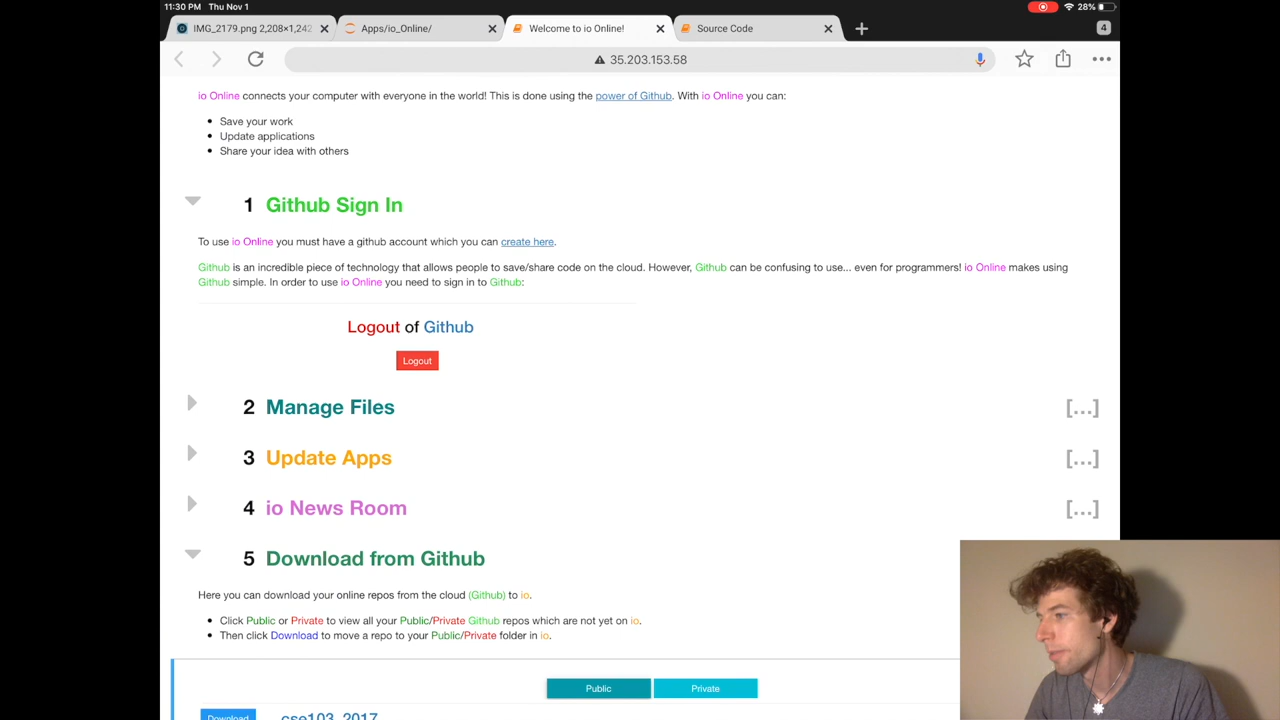 11:30 PM Thu Nov 1
28%
IMG_2179.png 2,208×1,242
Apps/io_Online/
Welcome to io Online!
Source Code
4
35.203.153.58
io Online connects your computer with everyone in the world! This is done using the power of Github. With io Online you can:
Save your work
Update applications
Share your idea with others
1 Github Sign In
To use io Online you must have a github account which you can create here.
Github is an incredible piece of technology that allows people to save/share code on the cloud. However, Github can be confusing to use... even for programmers! io Online makes using
Github simple. In order to use io Online you need to sign in to Github:
Logout of Github
Logout
2 Manage Files
[...]
3 Update Apps
[...]
4 io News Room
[...]
5 Download from Github
Here you can download your online repos from the cloud (Github) to io.
Click Public or Private to view all your Public/Private Github repos which are not yet on io.
Then click Download to move a repo to your Public/Private folder in io.
Public
Private
Download
cse103_2017